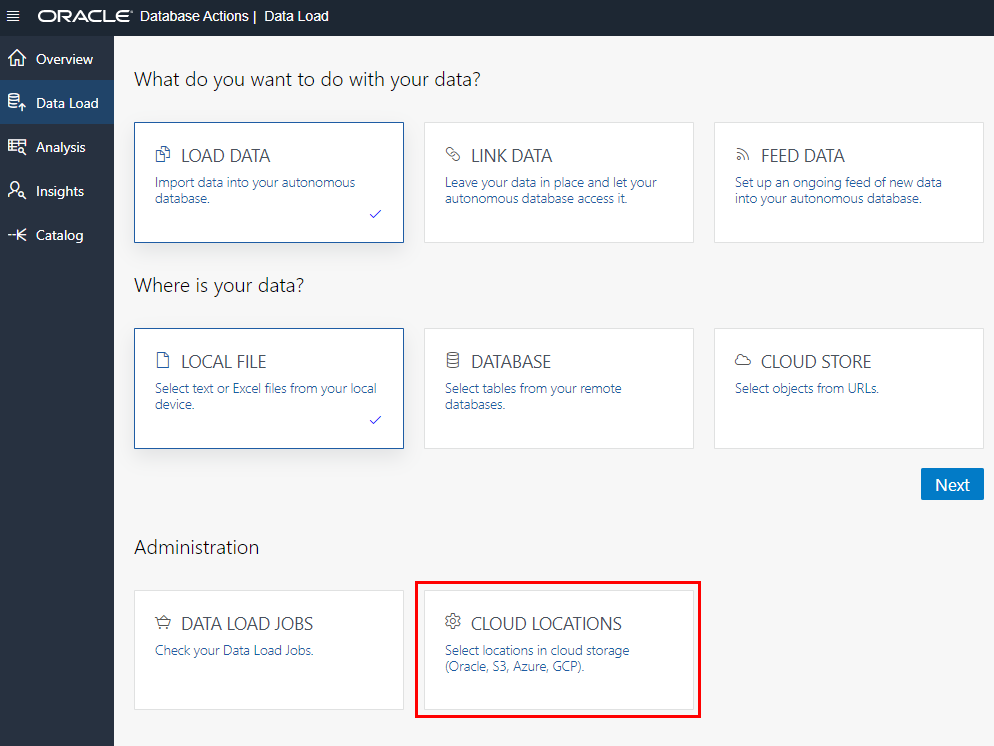 ORACLE Database Actions | Data Load
Overview
Data Load
Analysis
Insights
Catalog
What do you want to do with your data?
LOAD DATA
Import data into your autonomous
database.
LINK DATA
Leave your data in place and let your
autonomous database access it.
FEED DATA
Set up an ongoing feed of new data
into your autonomous database.
Where is your data?
LOCAL FILE
Select text or Excel files from your local
device.
DATABASE
Select tables from your remote
databases.
CLOUD STORE
Select objects from URLs.
Next
Administration
DATA LOAD JOBS
Check your Data Load Jobs.
CLOUD LOCATIONS
Select locations in cloud storage
(Oracle, S3, Azure, GCP).